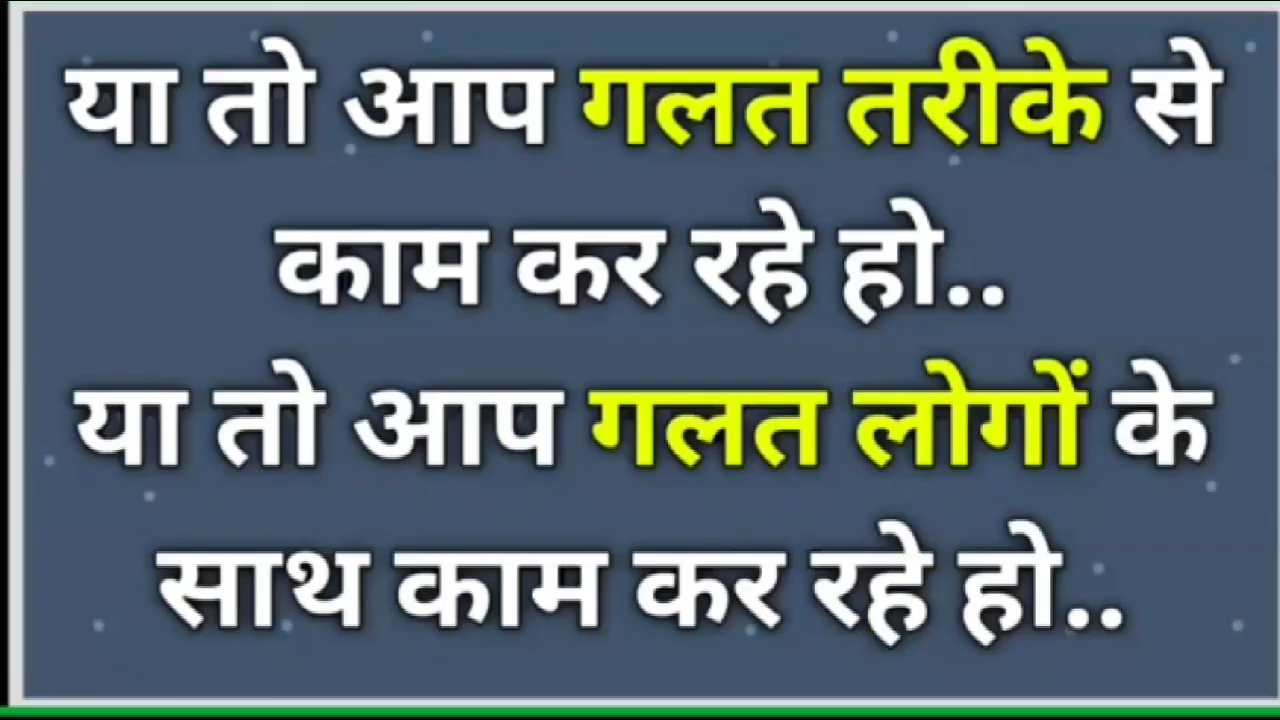 या तो आप गलत तरीके से
काम कर रहे हो..
या तो आप गलत लोगों के
साथ काम कर रहे हो..